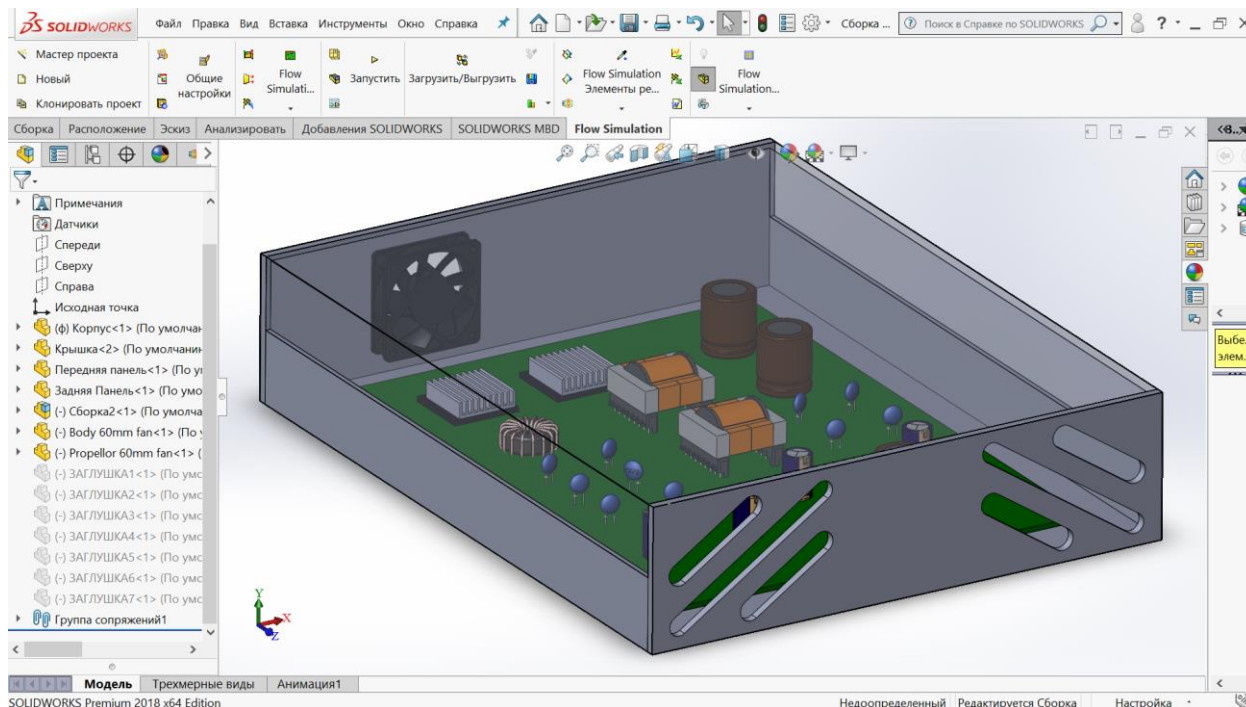 SOLIDWORKS Файл Правка Вид Вставка Инструменты Окно Справка Сборка ... Поиск в Справке по SOLIDWORKS ?
Мастер проекта
Новый
Клонировать проект
Общие настройки
Flow Simulati...
Запустить
Загрузить/Выгрузить
Flow Simulation Элементы ре...
Flow Simulation...
Сборка Расположение Эскиз Анализировать Добавления SOLIDWORKS SOLIDWORKS MBD Flow Simulation
Примечания
Датчики
Спереди
Сверху
Справа
Исходная точка
(ф) Корпус<1> (По умолчан
Крышка<2> (По умолчани
Передняя панель<1> (По у
Задняя Панель<1> (По умо
(-) Сборка2<1> (По умолча
(-) Body 60mm fan<1> (По
(-) Propellor 60mm fan<1> (
(-) ЗАГЛУШКА1<1> (По умс
(-) ЗАГЛУШКА2<1> (По умс
(-) ЗАГЛУШКА3<1> (По умс
(-) ЗАГЛУШКА4<1> (По умс
(-) ЗАГЛУШКА5<1> (По умс
(-) ЗАГЛУШКА6<1> (По умс
(-) ЗАГЛУШКА7<1> (По умс
Группа сопряжений1
Y
X
Z
Выбе.
элем.
Модель Трехмерные виды Анимация1
SOLIDWORKS Premium 2018 x64 Edition Недоопределенный Редактируется Сборка Настройка